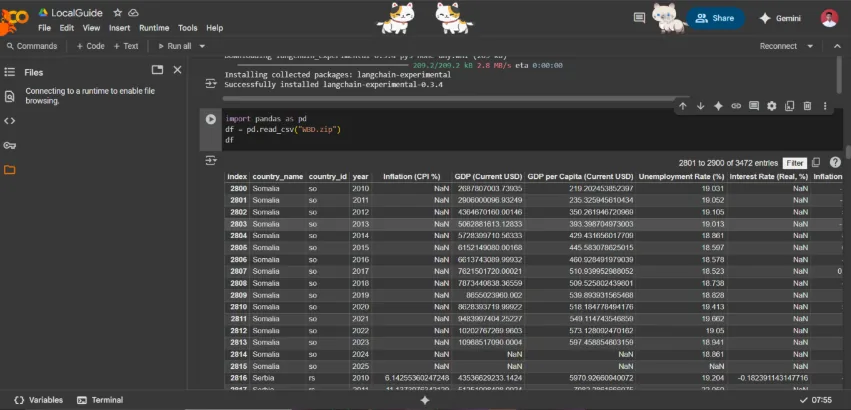 LocalGuide
File Edit View Insert Runtime Tools Help
Share
Gemini
Commands + Code + Text Run all
Reconnect
Files
Connecting to a runtime to enable file
browsing.
209.2/209.2 kB 2.8 MB/s eta 0:00:00
Installing collected packages: langchain-experimental
Successfully installed langchain-experimental-0.3.4
import pandas as pd
df = pd.read_csv("WBD.zip")
df
2801 to 2900 of 3472 entries Filter
index country_name country_id year Inflation (CPI %) GDP (Current USD) GDP per Capita (Current USD) Unemployment Rate (%) Interest Rate (Real, %) Inflation
2800 Somalia so 2010 NaN 2687807003.73935 219.202453852397 19.031 NaN
2801 Somalia so 2011 NaN 2906000096.93249 235.325945610434 19.052 NaN
2802 Somalia so 2012 NaN 4364670160.00146 350.261946720969 19.105 NaN
2803 Somalia so 2013 NaN 5062881613.12833 393.398704973003 19.013 NaN
2804 Somalia so 2014 NaN 5728399710.56333 429.431656017709 18.861 NaN
2805 Somalia so 2015 NaN 6152149080.00168 445.583078625015 18.597 NaN
2806 Somalia so 2016 NaN 6613743089.99932 460.928491979039 18.578 NaN
2807 Somalia so 2017 NaN 7621501720.00021 510.939952988052 18.523 NaN 0
2808 Somalia so 2018 NaN 7873440838.36559 509.525802439801 18.738 NaN
2809 Somalia so 2019 NaN 8655023960.002 539.893931565468 18.828 NaN
2810 Somalia so 2020 NaN 8628393719.99922 518.184778494176 19.413 NaN
2811 Somalia so 2021 NaN 9483997404.25227 549.114743546859 19.662 NaN
2812 Somalia so 2022 NaN 10202767269.9603 573.128092470162 19.05 NaN
2813 Somalia so 2023 NaN 10968517090.0004 597.458854603159 18.941 NaN
2814 Somalia so 2024 NaN NaN NaN 18.861 NaN
2815 Somalia so 2025 NaN NaN NaN NaN NaN
2816 Serbia rs 2010 6.14255360247248 43536629233.1424 5970.92660940072 19.204 -0.182391143147716
Variables Terminal
07:55